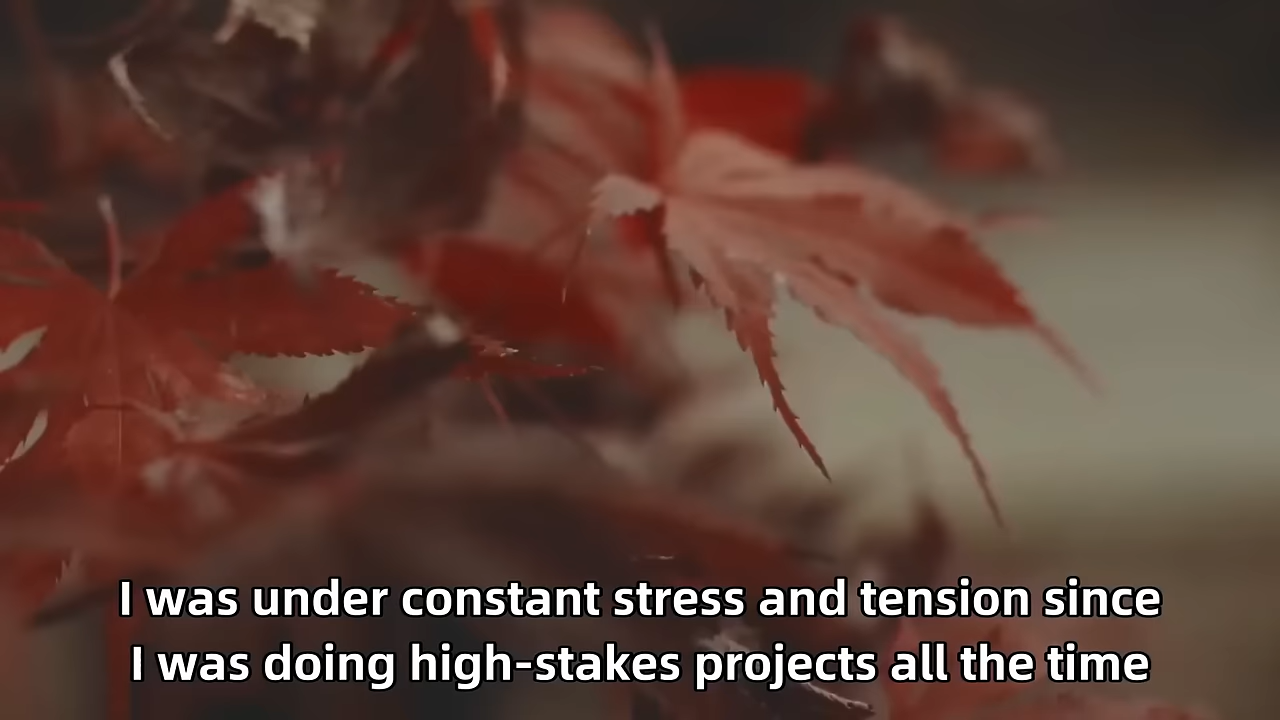 I was under constant stress and tension since
I was doing high-stakes projects all the time